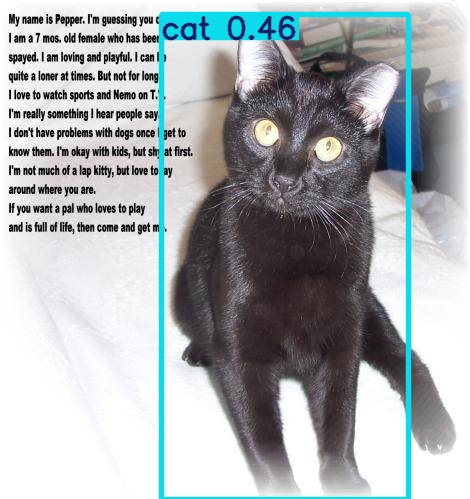 cat 0.46
My name is Pepper. I'm guessing you
I am a 7 mos. old female who has been
spayed. I am loving and playful. I can
quite a loner at times. But not for long
I love to watch sports and Nemo on T.V.
I'm really something I hear people say.
I don't have problems with dogs once I get to
know them. I'm okay with kids, but shy at first.
I'm not much of a lap kitty, but love to lay
around where you are.
If you want a pal who loves to play
and is full of life, then come and get me.